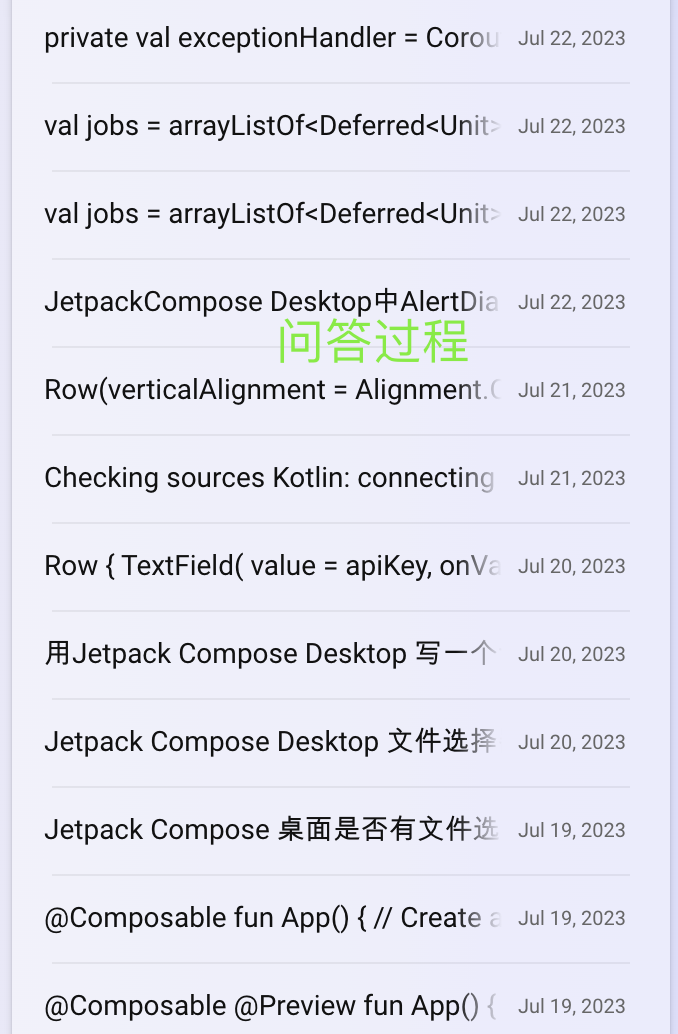 private val exceptionHandler = Corou Jul 22, 2023
val jobs = arrayListOf<Deferred<Unit> Jul 22, 2023
val jobs = arrayListOf<Deferred<Unit> Jul 22, 2023
JetpackCompose Desktop中AlertDia Jul 22, 2023
问答过程
Row(verticalAlignment = Alignment.C Jul 21, 2023
Checking sources Kotlin: connecting Jul 21, 2023
Row { TextField( value = apiKey, onVa Jul 20, 2023
用Jetpack Compose Desktop 写一个 Jul 20, 2023
Jetpack Compose Desktop 文件选择 Jul 20, 2023
Jetpack Compose 桌面是否有文件选 Jul 19, 2023
@Composable fun App() { // Create a Jul 19, 2023
@Composable @Preview fun App() { Jul 19, 2023